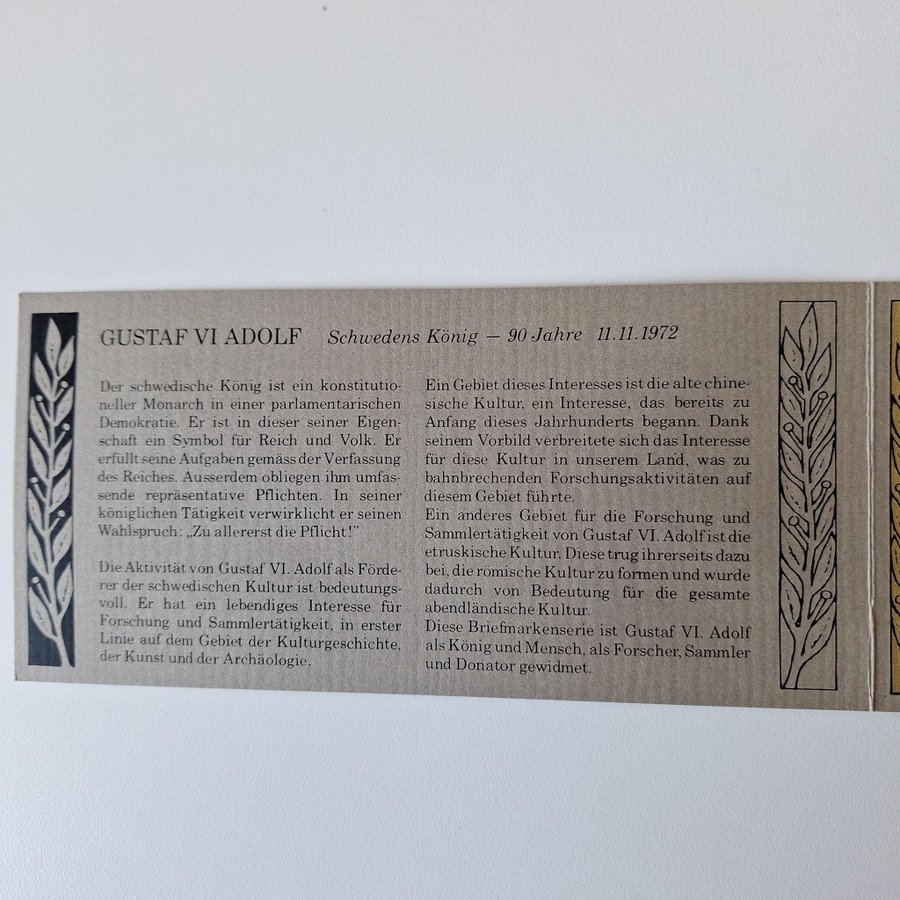 GUSTAF VI ADOLF Schwedens König — 90 Jahre 11.11.1972
Der schwedische König ist ein konstitutio-
neller Monarch in einer parlamentarischen
Demokratie. Er ist in dieser seiner Eigen-
schaft ein Symbol für Reich und Volk. Er
erfüllt seine Aufgaben gemäss der Verfassung
des Reiches. Ausserdem obliegen ihm umfas-
sende repräsentative Pflichten. In seiner
königlichen Tätigkeit verwirklicht er seinen
Wahlspruch: „Zu allererst die Pflicht!”
Die Aktivität von Gustaf VI. Adolf als Förde-
rer der schwedischen Kultur ist bedeutungs-
voll. Er hat ein lebendiges Interesse für
Forschung und Sammlertätigkeit, in erster
Linie auf dem Gebiet der Kulturgeschichte,
der Kunst und der Archäologie.
Ein Gebiet dieses Interesses ist die alte chine-
sische Kultur, ein Interesse, das bereits zu
Anfang dieses Jahrhunderts begann. Dank
seinem Vorbild verbreitete sich das Interesse
für diese Kultur in unserem Land, was zu
bahnbrechenden Forschungsaktivitäten auf
diesem Gebiet führte.
Ein anderes Gebiet für die Forschung und
Sammlertätigkeit von Gustaf VI. Adolf ist die
etruskische Kultur. Diese trug ihrerseits dazu
bei, die römische Kultur zu formen und wurde
dadurch von Bedeutung für die gesamte
abendländische Kultur.
Diese Briefmarkenserie ist Gustaf VI. Adolf
als König und Mensch, als Forscher, Sammler
und Donator gewidmet.